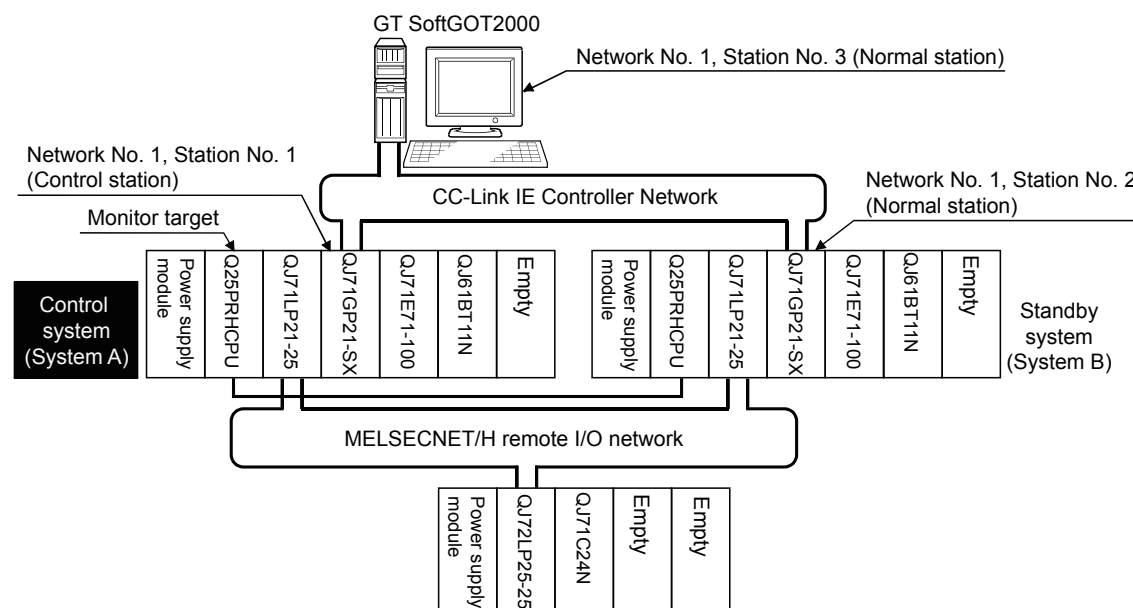 GT SoftGOT2000
Network No. 1, Station No. 3 (Normal station)
Network No. 1, Station No. 1
(Control station)
CC-Link IE Controller Network
Network No. 1, Station No. 2
(Normal station)
Monitor target
Control
system
(System A)
Power supply
module
Q25PRHCPU
QJ71LP21-25
QJ71GP21-SX
QJ71E71-100
QJ61BT11N
Empty
Power supply
module
Q25PRHCPU
QJ71LP21-25
QJ71GP21-SX
QJ71E71-100
QJ61BT11N
Empty
Standby
system
(System B)
MELSECNET/H remote I/O network
Power supply
module
QJ72LP25-25
QJ71C24N
Empty
Empty